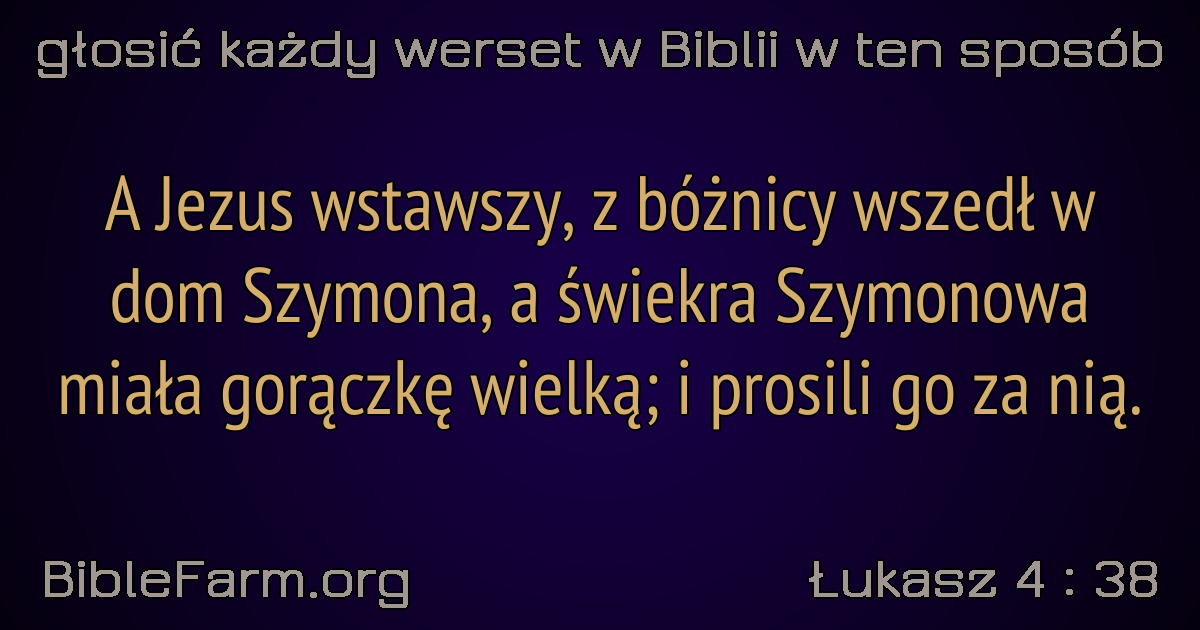 głosić każdy werset w Biblii w ten sposób
A Jezus wstawszy, z bóżnicy wszedł w
dom Szymona, a świekra Szymonowa
miała gorączkę wielką; i prosili go za nią.
BibleFarm.org
Łukasz 4 : 38